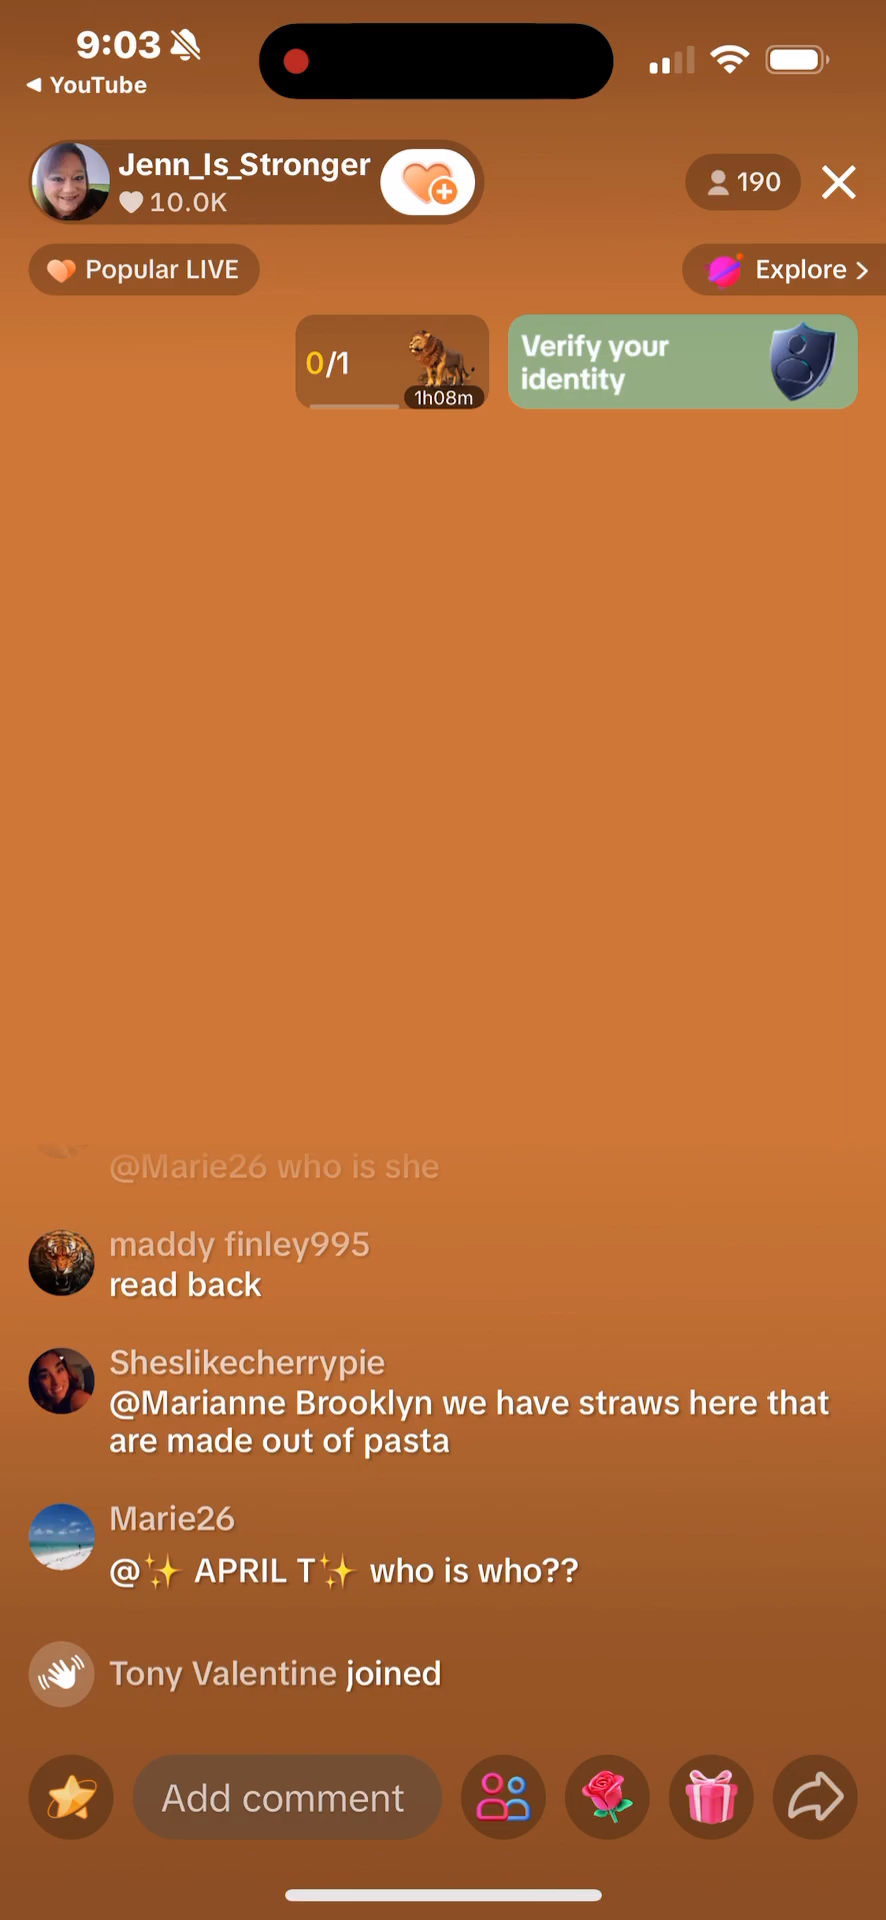 9:03
YouTube
Jenn_Is_Stronger
10.0K
190
Popular LIVE
Explore >
0/1
1h08m
Verify your
identity
@Marie26 who is she
maddy finley995
read back
Sheslikecherrypie
@Marianne Brooklyn we have straws here that
are made out of pasta
Marie26
@✨ APRIL T✨ who is who??
Tony Valentine joined
Add comment